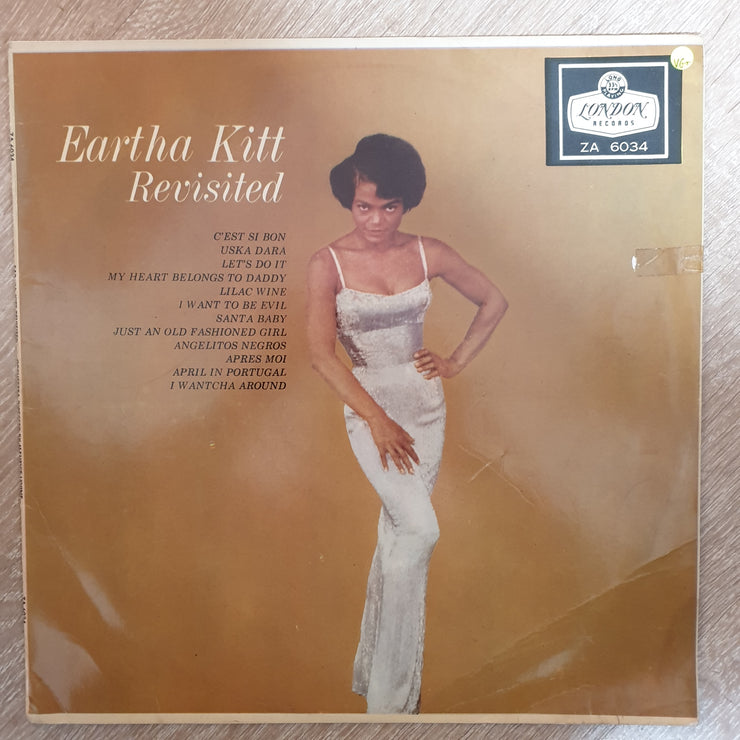 Eartha Kitt
Revisited
C'EST SI BON
USKA DARA
LET'S DO IT
MY HEART BELONGS TO DADDY
LILAC WINE
I WANT TO BE EVIL
SANTA BABY
JUST AN OLD FASHIONED GIRL
ANGELITOS NEGROS
APRES MOI
APRIL IN PORTUGAL
I WANTCHA AROUND
VG+
LONDON
RECORDS
ZA 6034